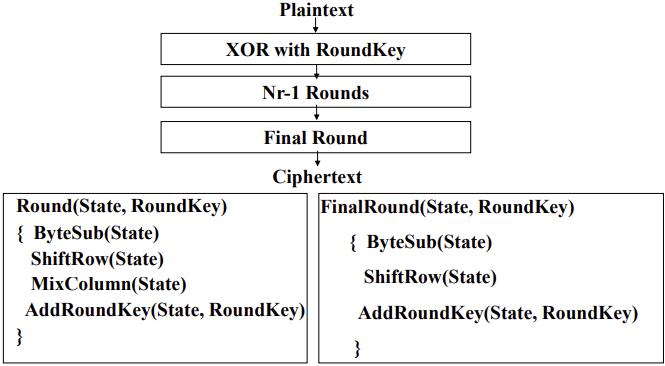 Plaintext
XOR with RoundKey
Nr-1 Rounds
Final Round
Ciphertext
Round(State, RoundKey)
{ ByteSub(State)
ShiftRow(State)
MixColumn(State)
AddRoundKey(State, RoundKey)
}
FinalRound(State, RoundKey)
{ ByteSub(State)
ShiftRow(State)
AddRoundKey(State, RoundKey)
}